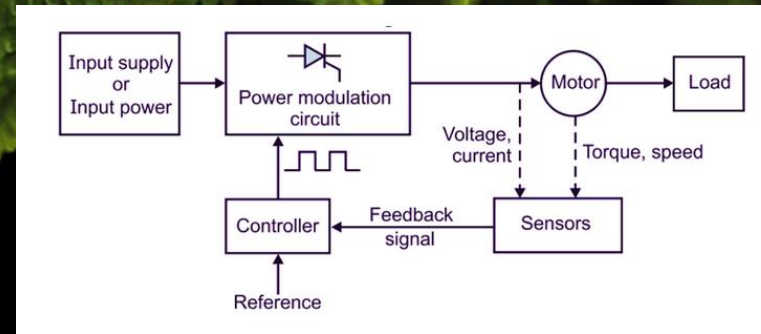 Input supply
or
Input power
Power modulation
circuit
Motor
Load
Voltage,
current
Torque, speed
Controller
Feedback
signal
Sensors
Reference